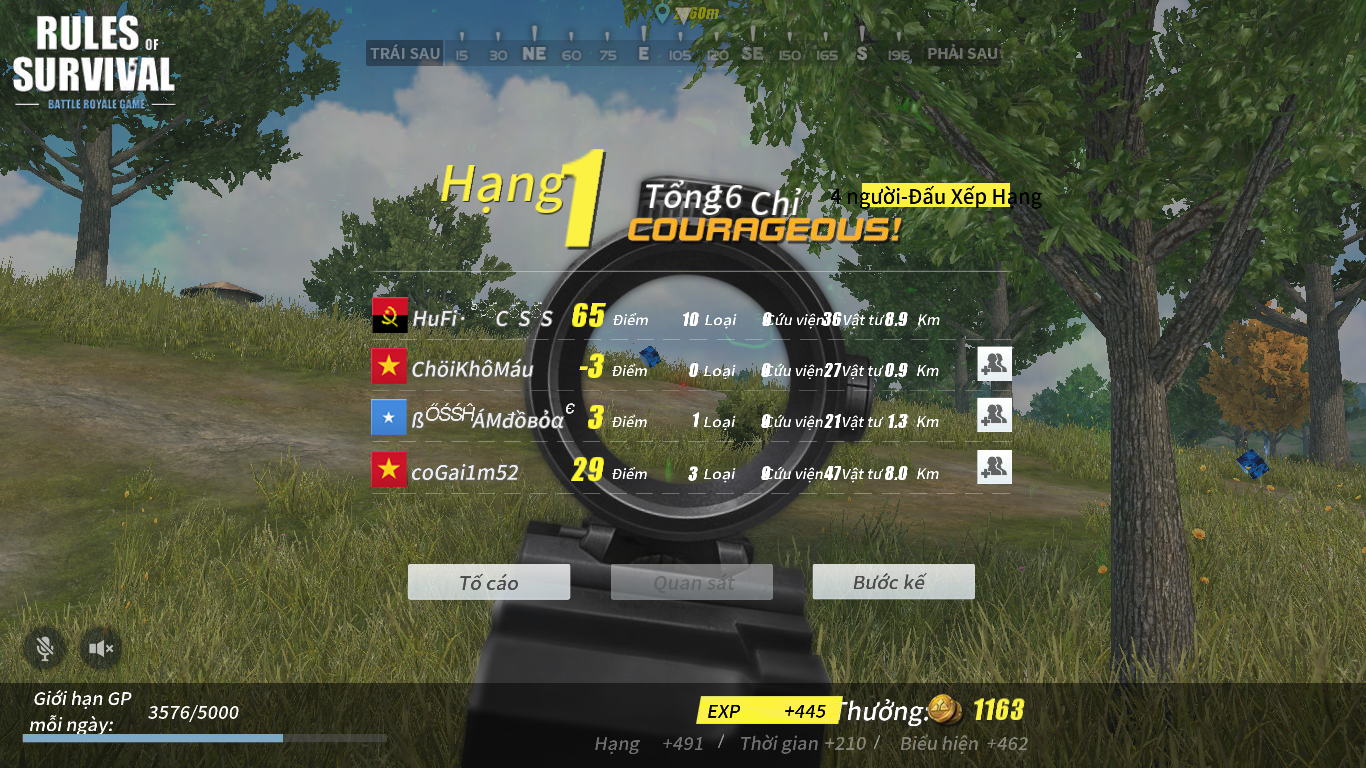 RULES OF
SURVIVAL
BATTLE ROYALE GAME
2760m
TRÁI SAU 15 30 NE 60 75 E 105 120 SE 150 165 S 195 PHẢI SAU
Hạng 1 Tổng 6 Chỉ 4 người-Đấu Xếp Hạng
COURAGEOUS!
HuFi· C S S 65 Điểm 10 Loại Cứu viện 36 Vật tư 8.9 Km
ChöiKhôMáu -3 Điểm 0 Loại Cứu viện 27 Vật tư 0.9 Km
3 Điểm 1 Loại Cứu viện 21 Vật tư 1.3 Km
coGai1m52 29 Điểm 3 Loại Cứu viện 47 Vật tư 8.0 Km
Tố cáo Quan sát Bước kế
Giới hạn GP
mỗi ngày: 3576/5000
EXP +445 Thưởng: 1163
Hạng +491 / Thời gian +210 / Biểu hiện +462